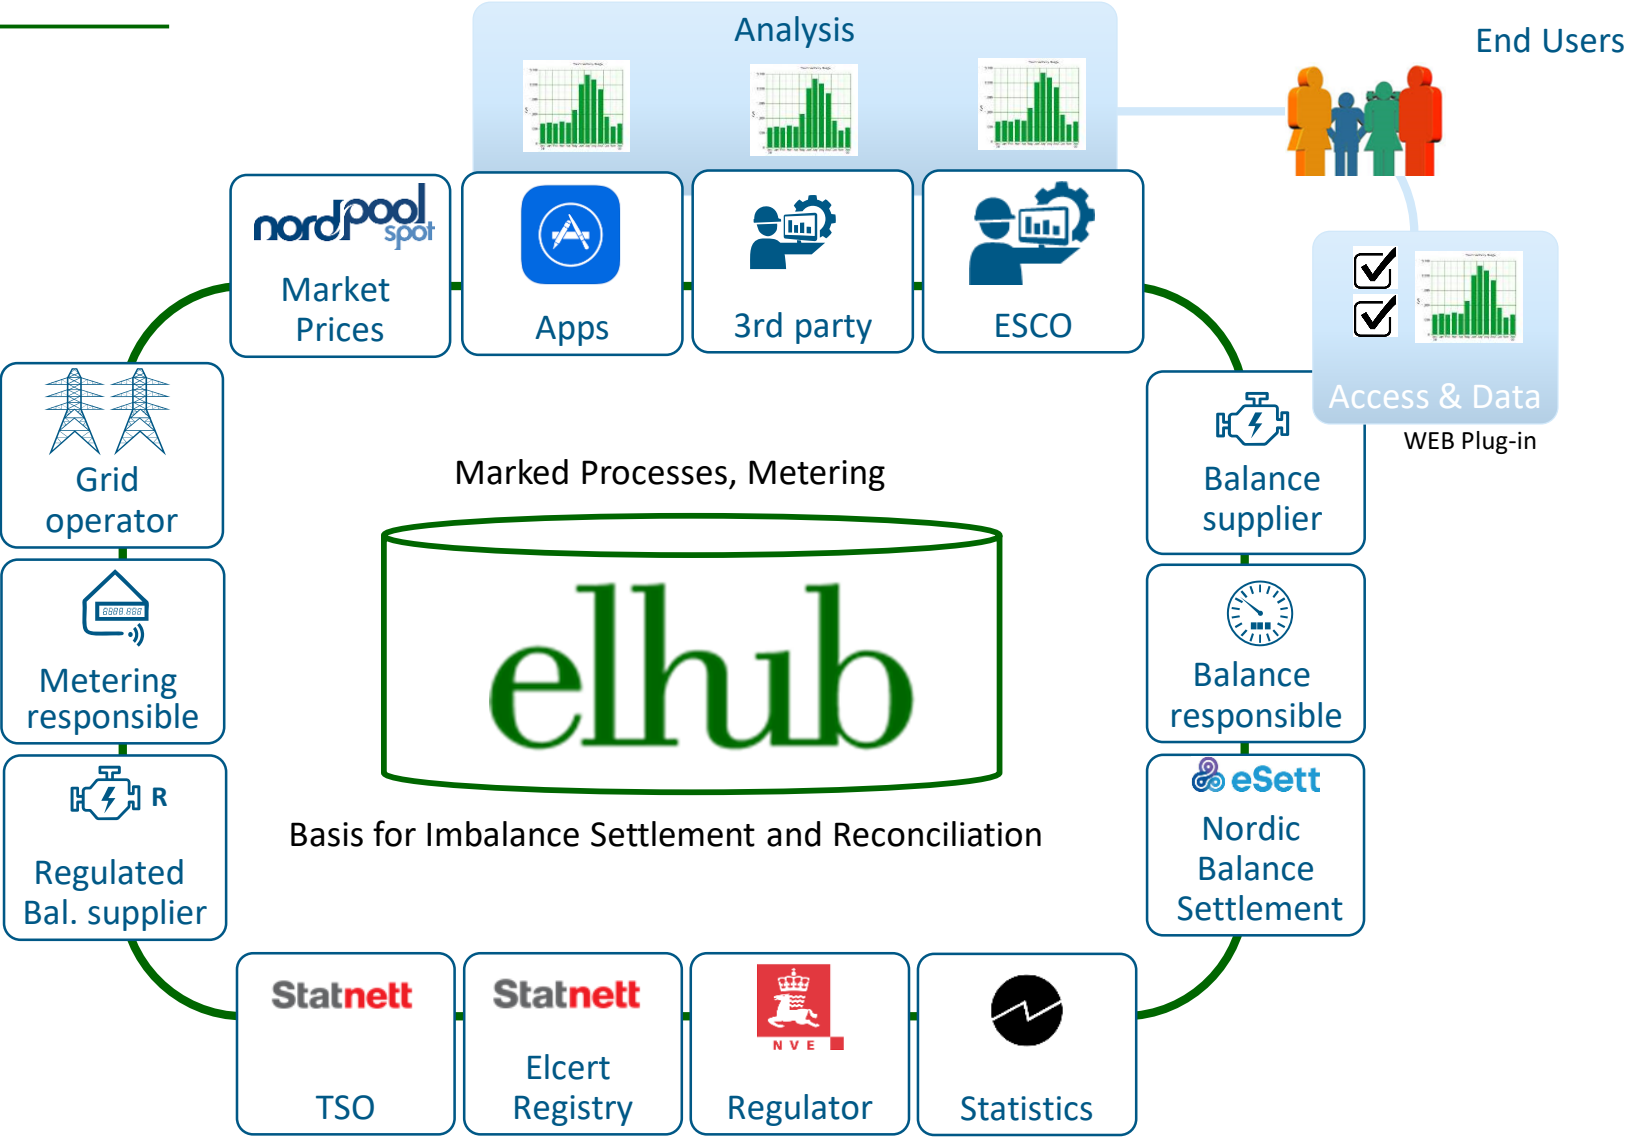 Analysis
End Users
nordpool
spot
Market
Prices
Apps
3rd party
ESCO
Access & Data
WEB Plug-in
Grid
operator
Marked Processes, Metering
Balance
supplier
elhub
Metering
responsible
Balance
responsible
R
Regulated
Bal. supplier
Basis for Imbalance Settlement and Reconciliation
eSett
Nordic
Balance
Settlement
Statnett
TSO
Statnett
Elcert
Registry
NVE
Regulator
Statistics